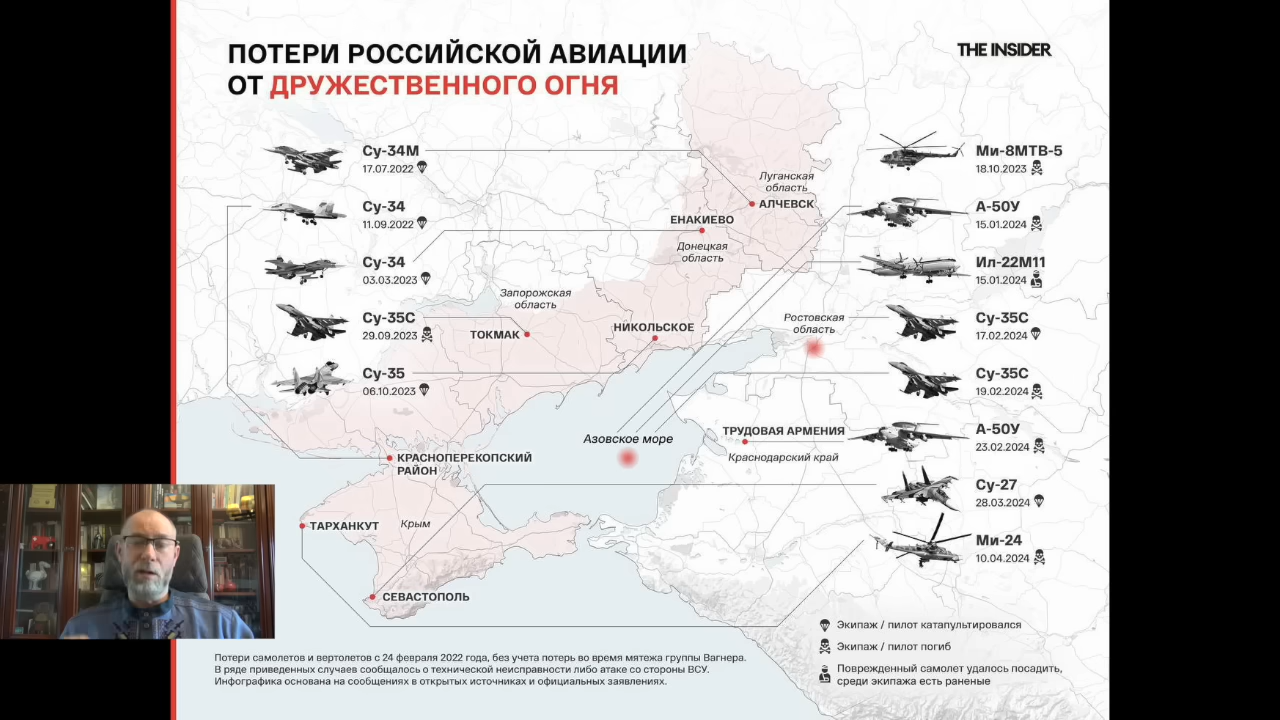 ПОТЕРИ РОССИЙСКОЙ АВИАЦИИ
ОТ ДРУЖЕСТВЕННОГО ОГНЯ
THE INSIDER
Су-34М
17.07.2022
Су-34
11.09.2022
Су-34
03.03.2023
Су-35С
29.09.2023
Су-35
06.10.2023
Луганская
область
АЛЧЕВСК
ЕНАКИЕВО
Донецкая
область
Запорожская
область
ТОКМАК
НИКОЛЬСКОЕ
Ростовская
область
Азовское море
ТРУДОВАЯ АРМЕНИЯ
Краснодарский край
КРАСНОПЕРЕКОПСКИЙ
РАЙОН
ТАРХАНКУТ
Крым
СЕВАСТОПОЛЬ
Ми-8МТВ-5
18.10.2023
А-50У
15.01.2024
Ил-22М11
15.01.2024
Су-35С
17.02.2024
Су-35С
19.02.2024
А-50У
23.02.2024
Су-27
28.03.2024
Ми-24
10.04.2024
Экипаж / пилот катапультировался
Экипаж / пилот погиб
Поврежденный самолет удалось посадить,
среди экипажа есть раненые
Потери самолетов и вертолетов с 24 февраля 2022 года, без учета потерь во время мятежа группы Вагнера.
В ряде приведенных случаев сообщалось о технической неисправности либо атаке со стороны ВСУ.
Инфографика основана на сообщениях в открытых источниках и официальных заявлениях.